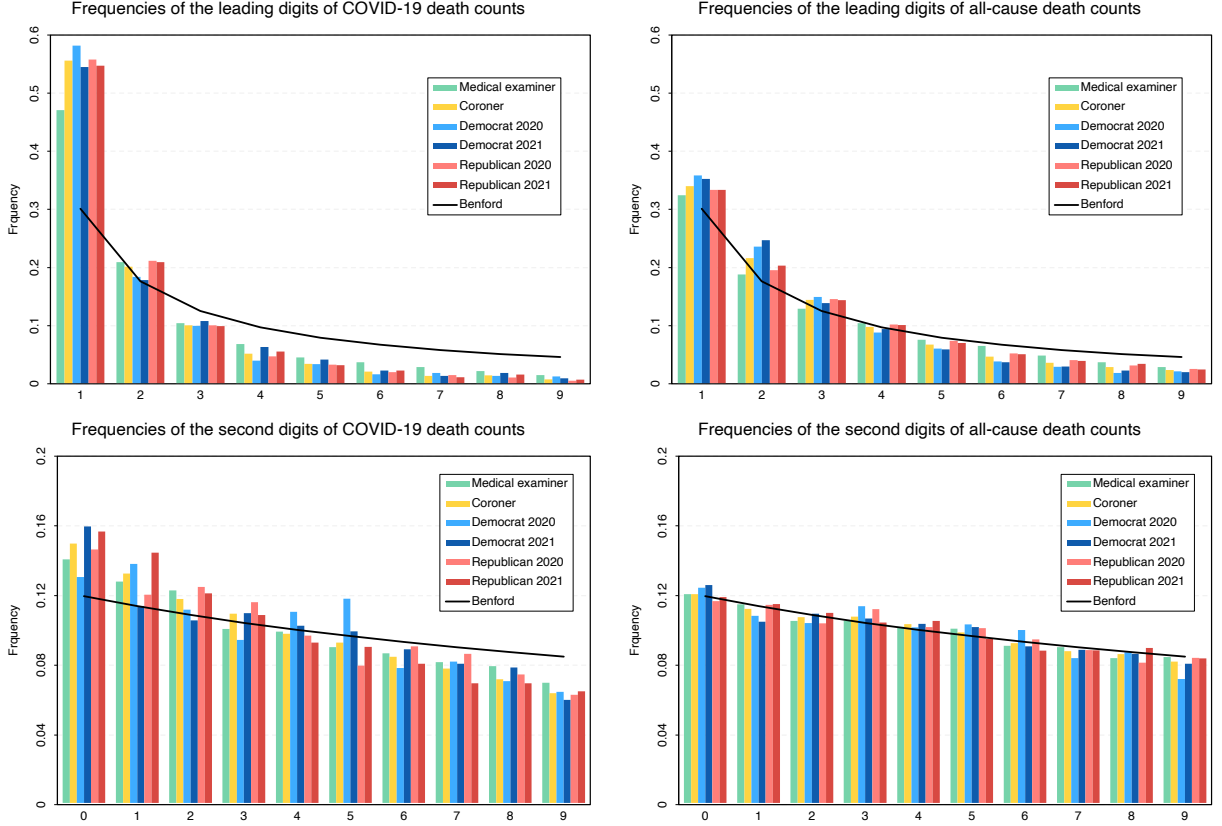 Frequencies of the leading digits of COVID-19 death counts
0.6
0.5
0.4
0.3
0.2
0.1
0
Frquency
Medical examiner
Coroner
Democrat 2020
Democrat 2021
Republican 2020
Republican 2021
Benford
1 2 3 4 5 6 7 8 9
Frequencies of the leading digits of all-cause death counts
0.6
0.5
0.4
0.3
0.2
0.1
0
Frquency
Medical examiner
Coroner
Democrat 2020
Democrat 2021
Republican 2020
Republican 2021
Benford
1 2 3 4 5 6 7 8 9
Frequencies of the second digits of COVID-19 death counts
0.2
0.16
0.12
0.08
0.04
0
Frquency
Medical examiner
Coroner
Democrat 2020
Democrat 2021
Republican 2020
Republican 2021
Benford
0 1 2 3 4 5 6 7 8 9
Frequencies of the second digits of all-cause death counts
0.2
0.16
0.12
0.08
0.04
0
Frquency
Medical examiner
Coroner
Democrat 2020
Democrat 2021
Republican 2020
Republican 2021
Benford
0 1 2 3 4 5 6 7 8 9